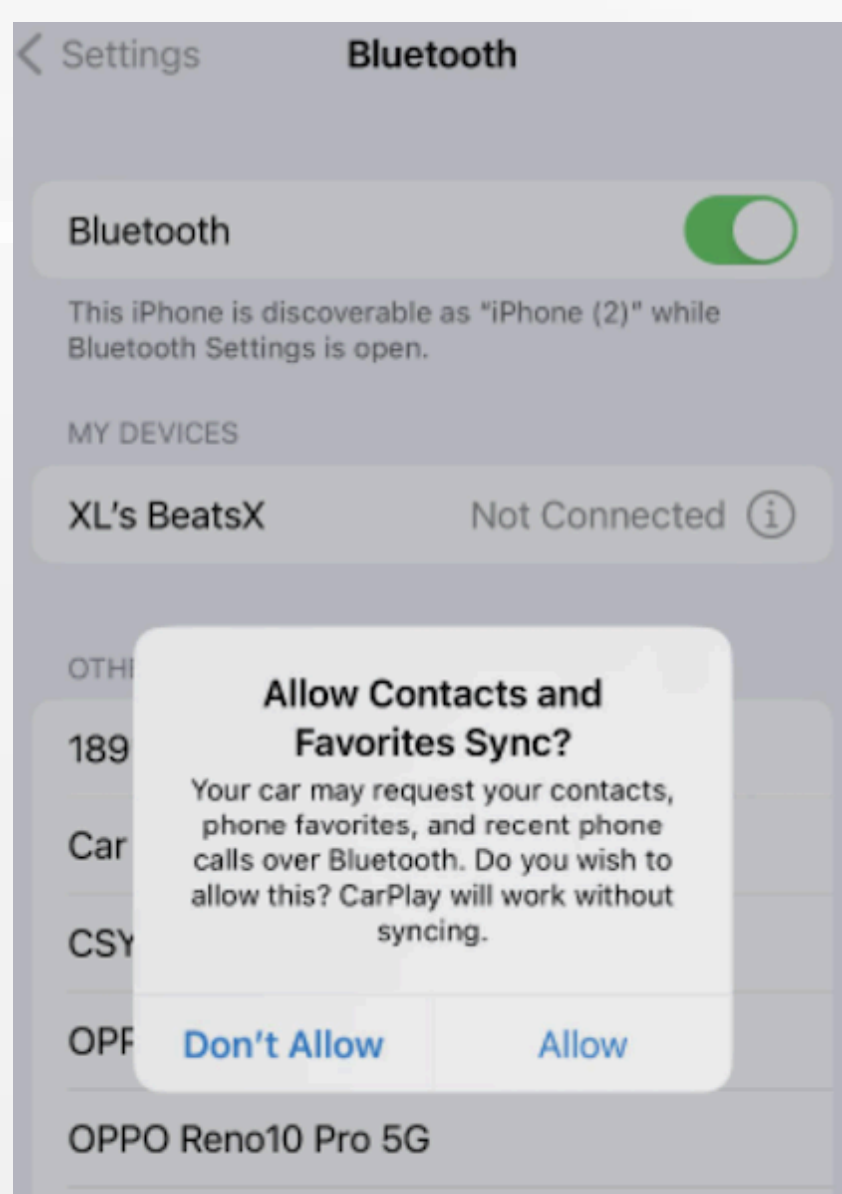 Settings
Bluetooth
Bluetooth
This iPhone is discoverable as “iPhone (2)” while
Bluetooth Settings is open.
MY DEVICES
XL’s BeatsX
Not Connected
OTH
189
Car
CSY
OPP
Allow Contacts and
Favorites Sync?
Your car may request your contacts,
phone favorites, and recent phone
calls over Bluetooth. Do you wish to
allow this? CarPlay will work without
syncing.
Don’t Allow
Allow
OPPO Reno10 Pro 5G